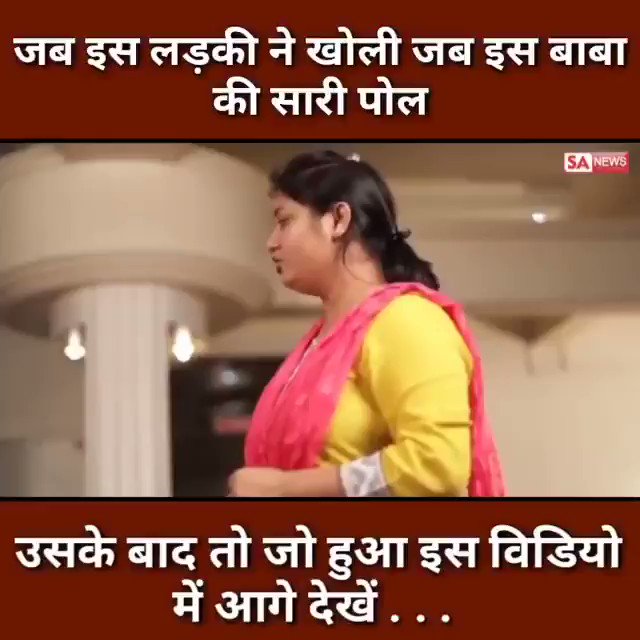 जब इस लड़की ने खोली जब इस बाबा
की सारी पोल
SA NEWS
उसके बाद तो जो हुआ इस विडियो
में आगे देखें . . .